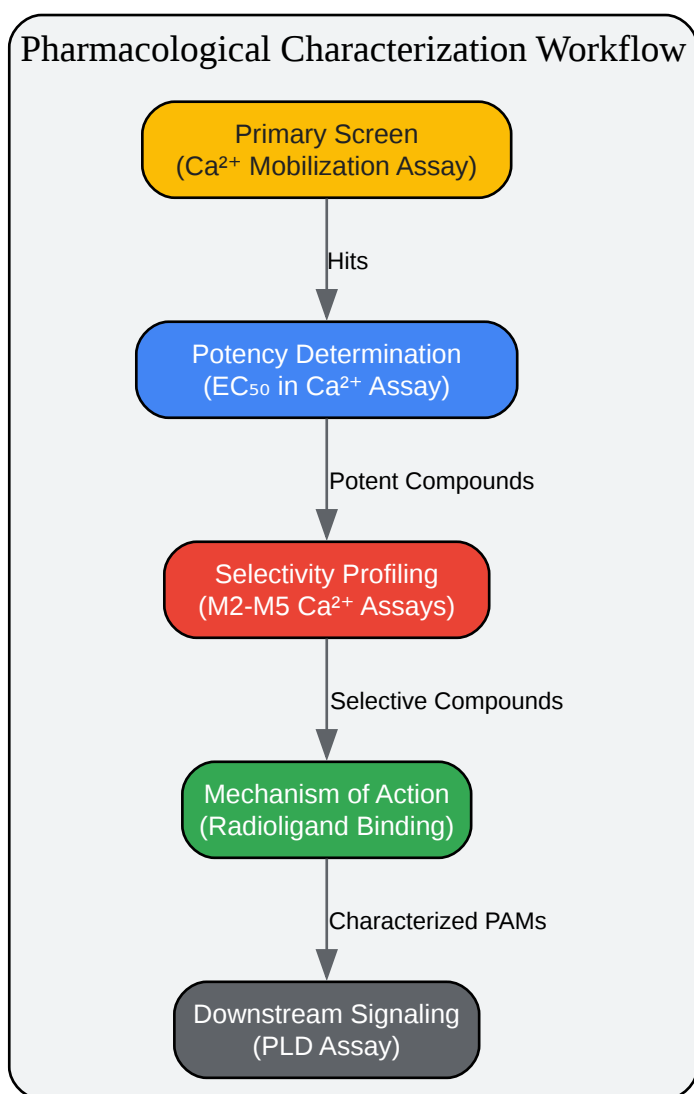 Pharmacological Characterization Workflow
Primary Screen
(Ca²⁺ Mobilization Assay)
Hits
Potency Determination
(EC₅₀ in Ca²⁺ Assay)
Potent Compounds
Selectivity Profiling
(M2-M5 Ca²⁺ Assays)
Selective Compounds
Mechanism of Action
(Radioligand Binding)
Characterized PAMs
Downstream Signaling
(PLD Assay)